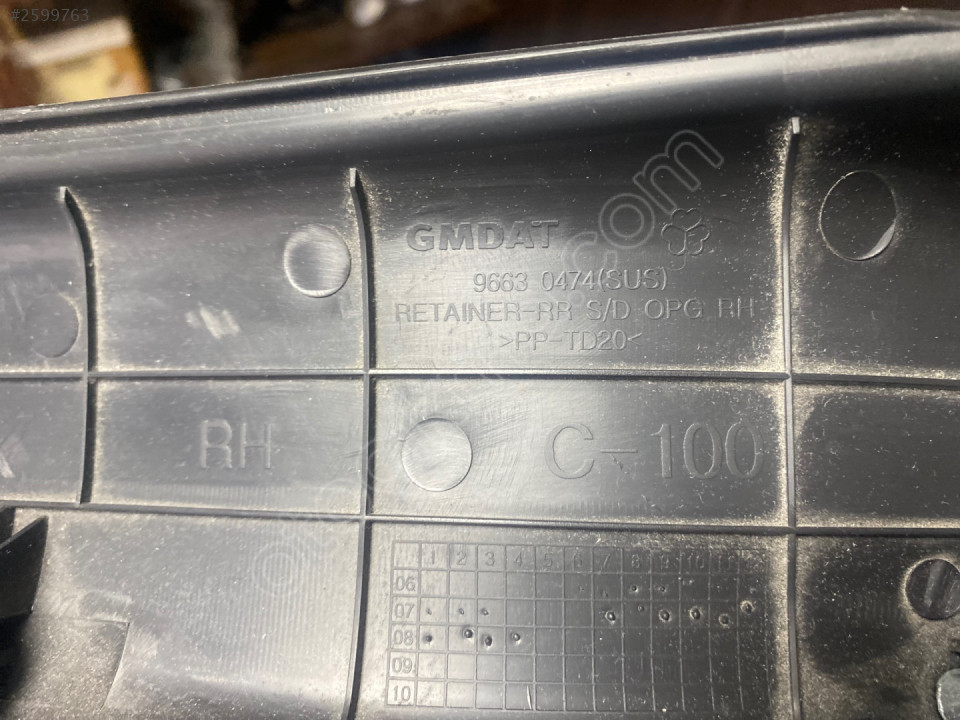 #2599763
GMDAT
9663 0474(SUS)
RETAINER-RR S/D OPG RH
>PP-TD20<
RH
C-100
1 2 3 4 5 6 7 8 9 10 11
06
07
08
09
10